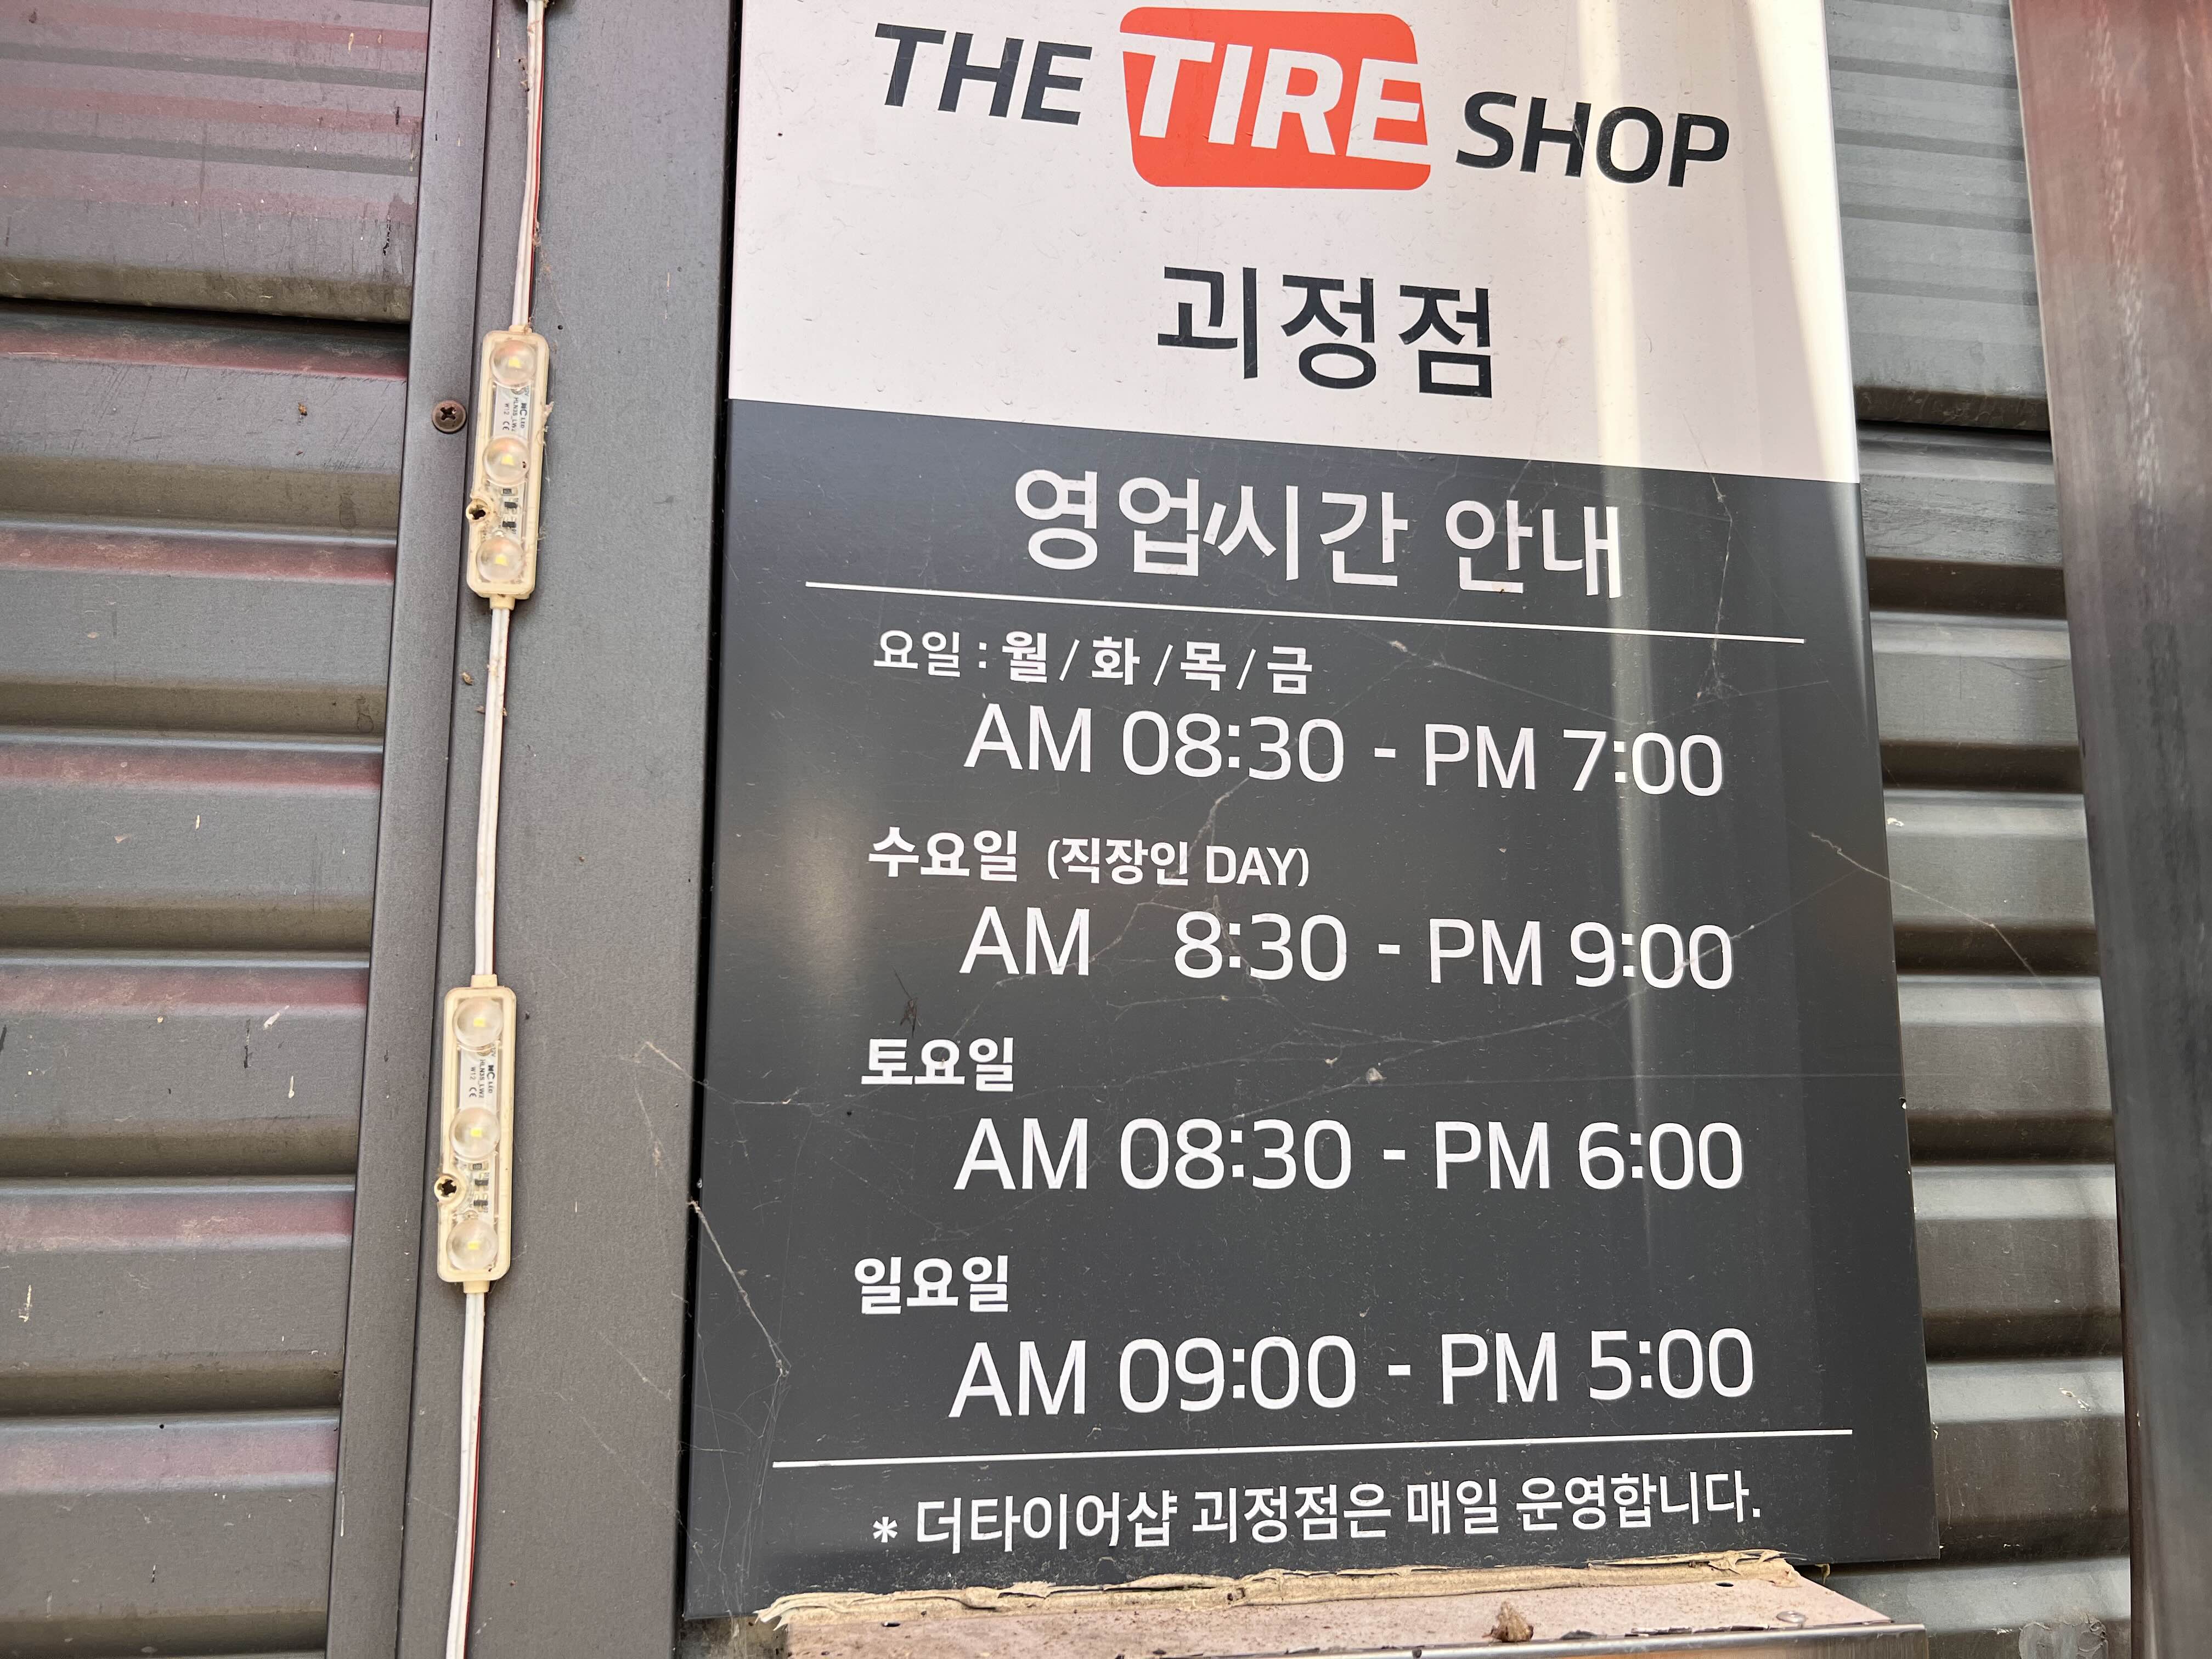 THE TIRE SHOP
괴정점
영업시간 안내
요일 : 월 / 화 / 목 / 금
AM 08:30 - PM 7:00
수요일 (직장인 DAY)
AM 8:30 - PM 9:00
토요일
AM 08:30 - PM 6:00
일요일
AM 09:00 - PM 5:00
* 더타이어샵 괴정점은 매일 운영합니다.